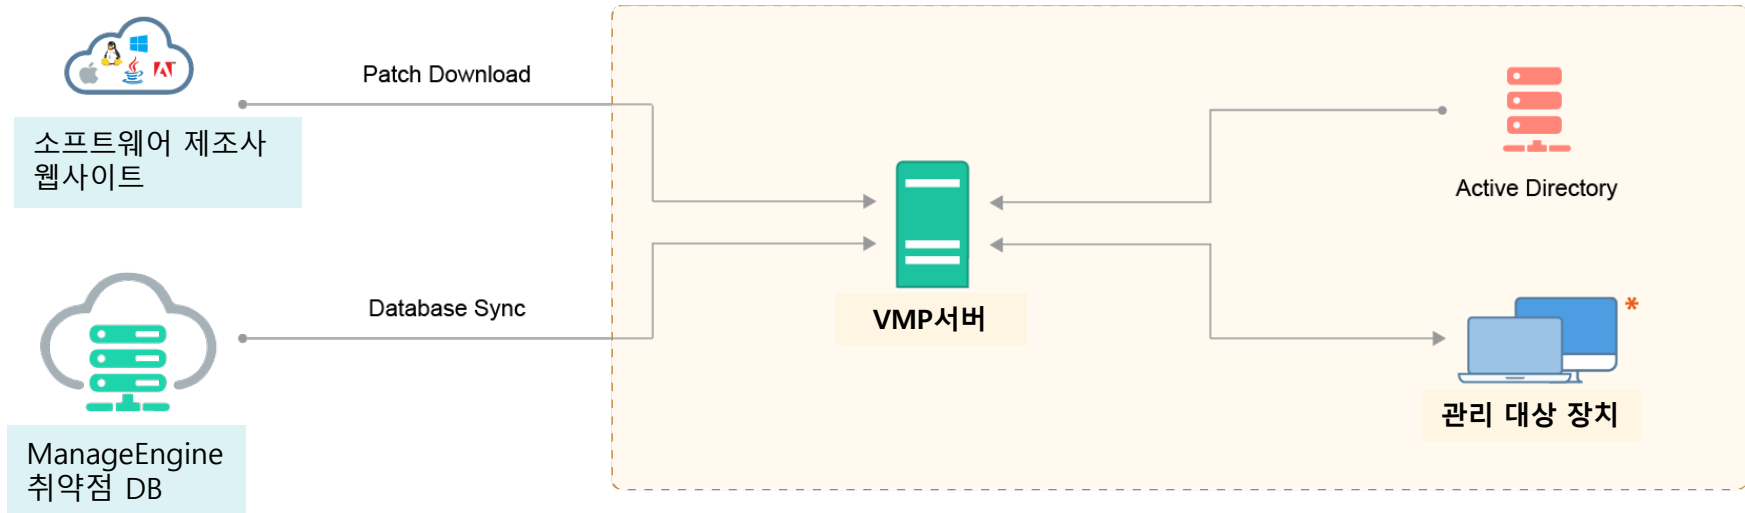 Patch Download
소프트웨어 제조사
웹사이트
Active Directory
Database Sync
VMP서버
*
관리 대상 장치
ManageEngine
취약점 DB